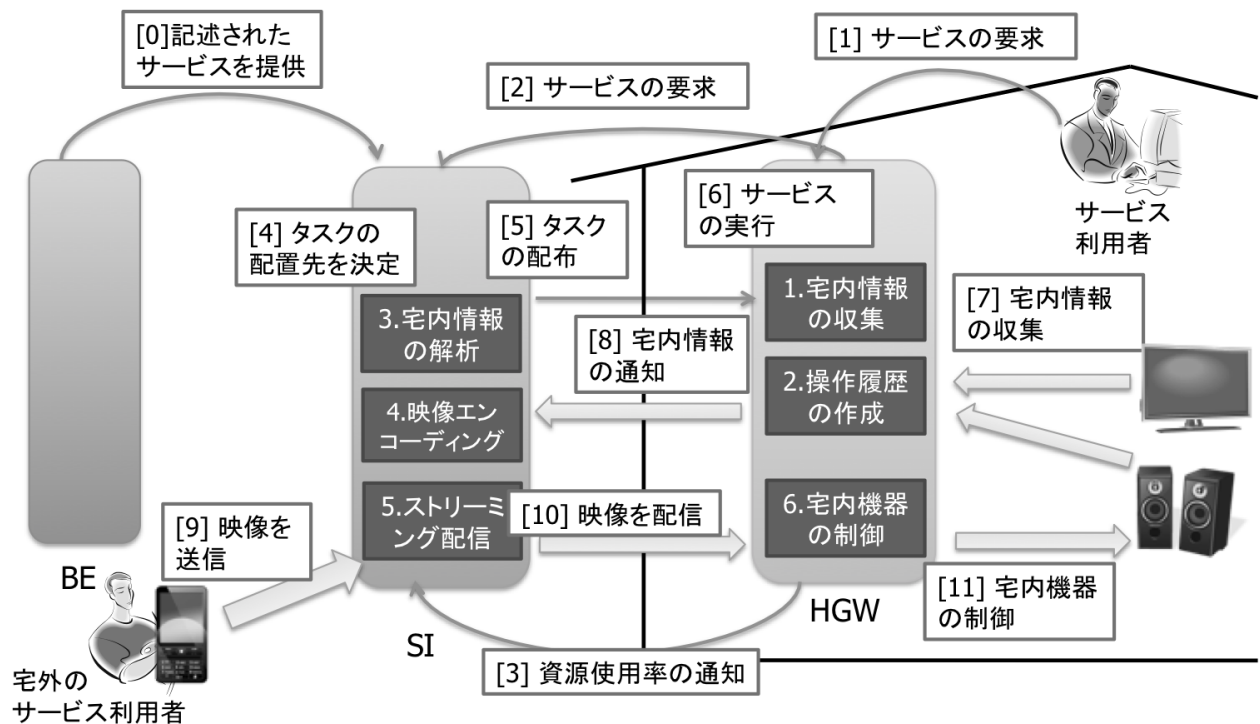 [0]記述された
サービスを提供
[1] サービスの要求
[2] サービスの要求
サービス
利用者
[4] タスクの
配置先を決定
[5] タスク
の配布
[6] サービス
の実行
3.宅内情報
の解析
4.映像エン
コーディング
5.ストリーミ
ング配信
1.宅内情報
の収集
2.操作履歴
の作成
6.宅内機器
の制御
[7] 宅内情報
の収集
[8] 宅内情報
の通知
[9] 映像を
送信
[10] 映像を配信
[11] 宅内機器
の制御
BE
SI
HGW
[3] 資源使用率の通知
宅外の
サービス利用者